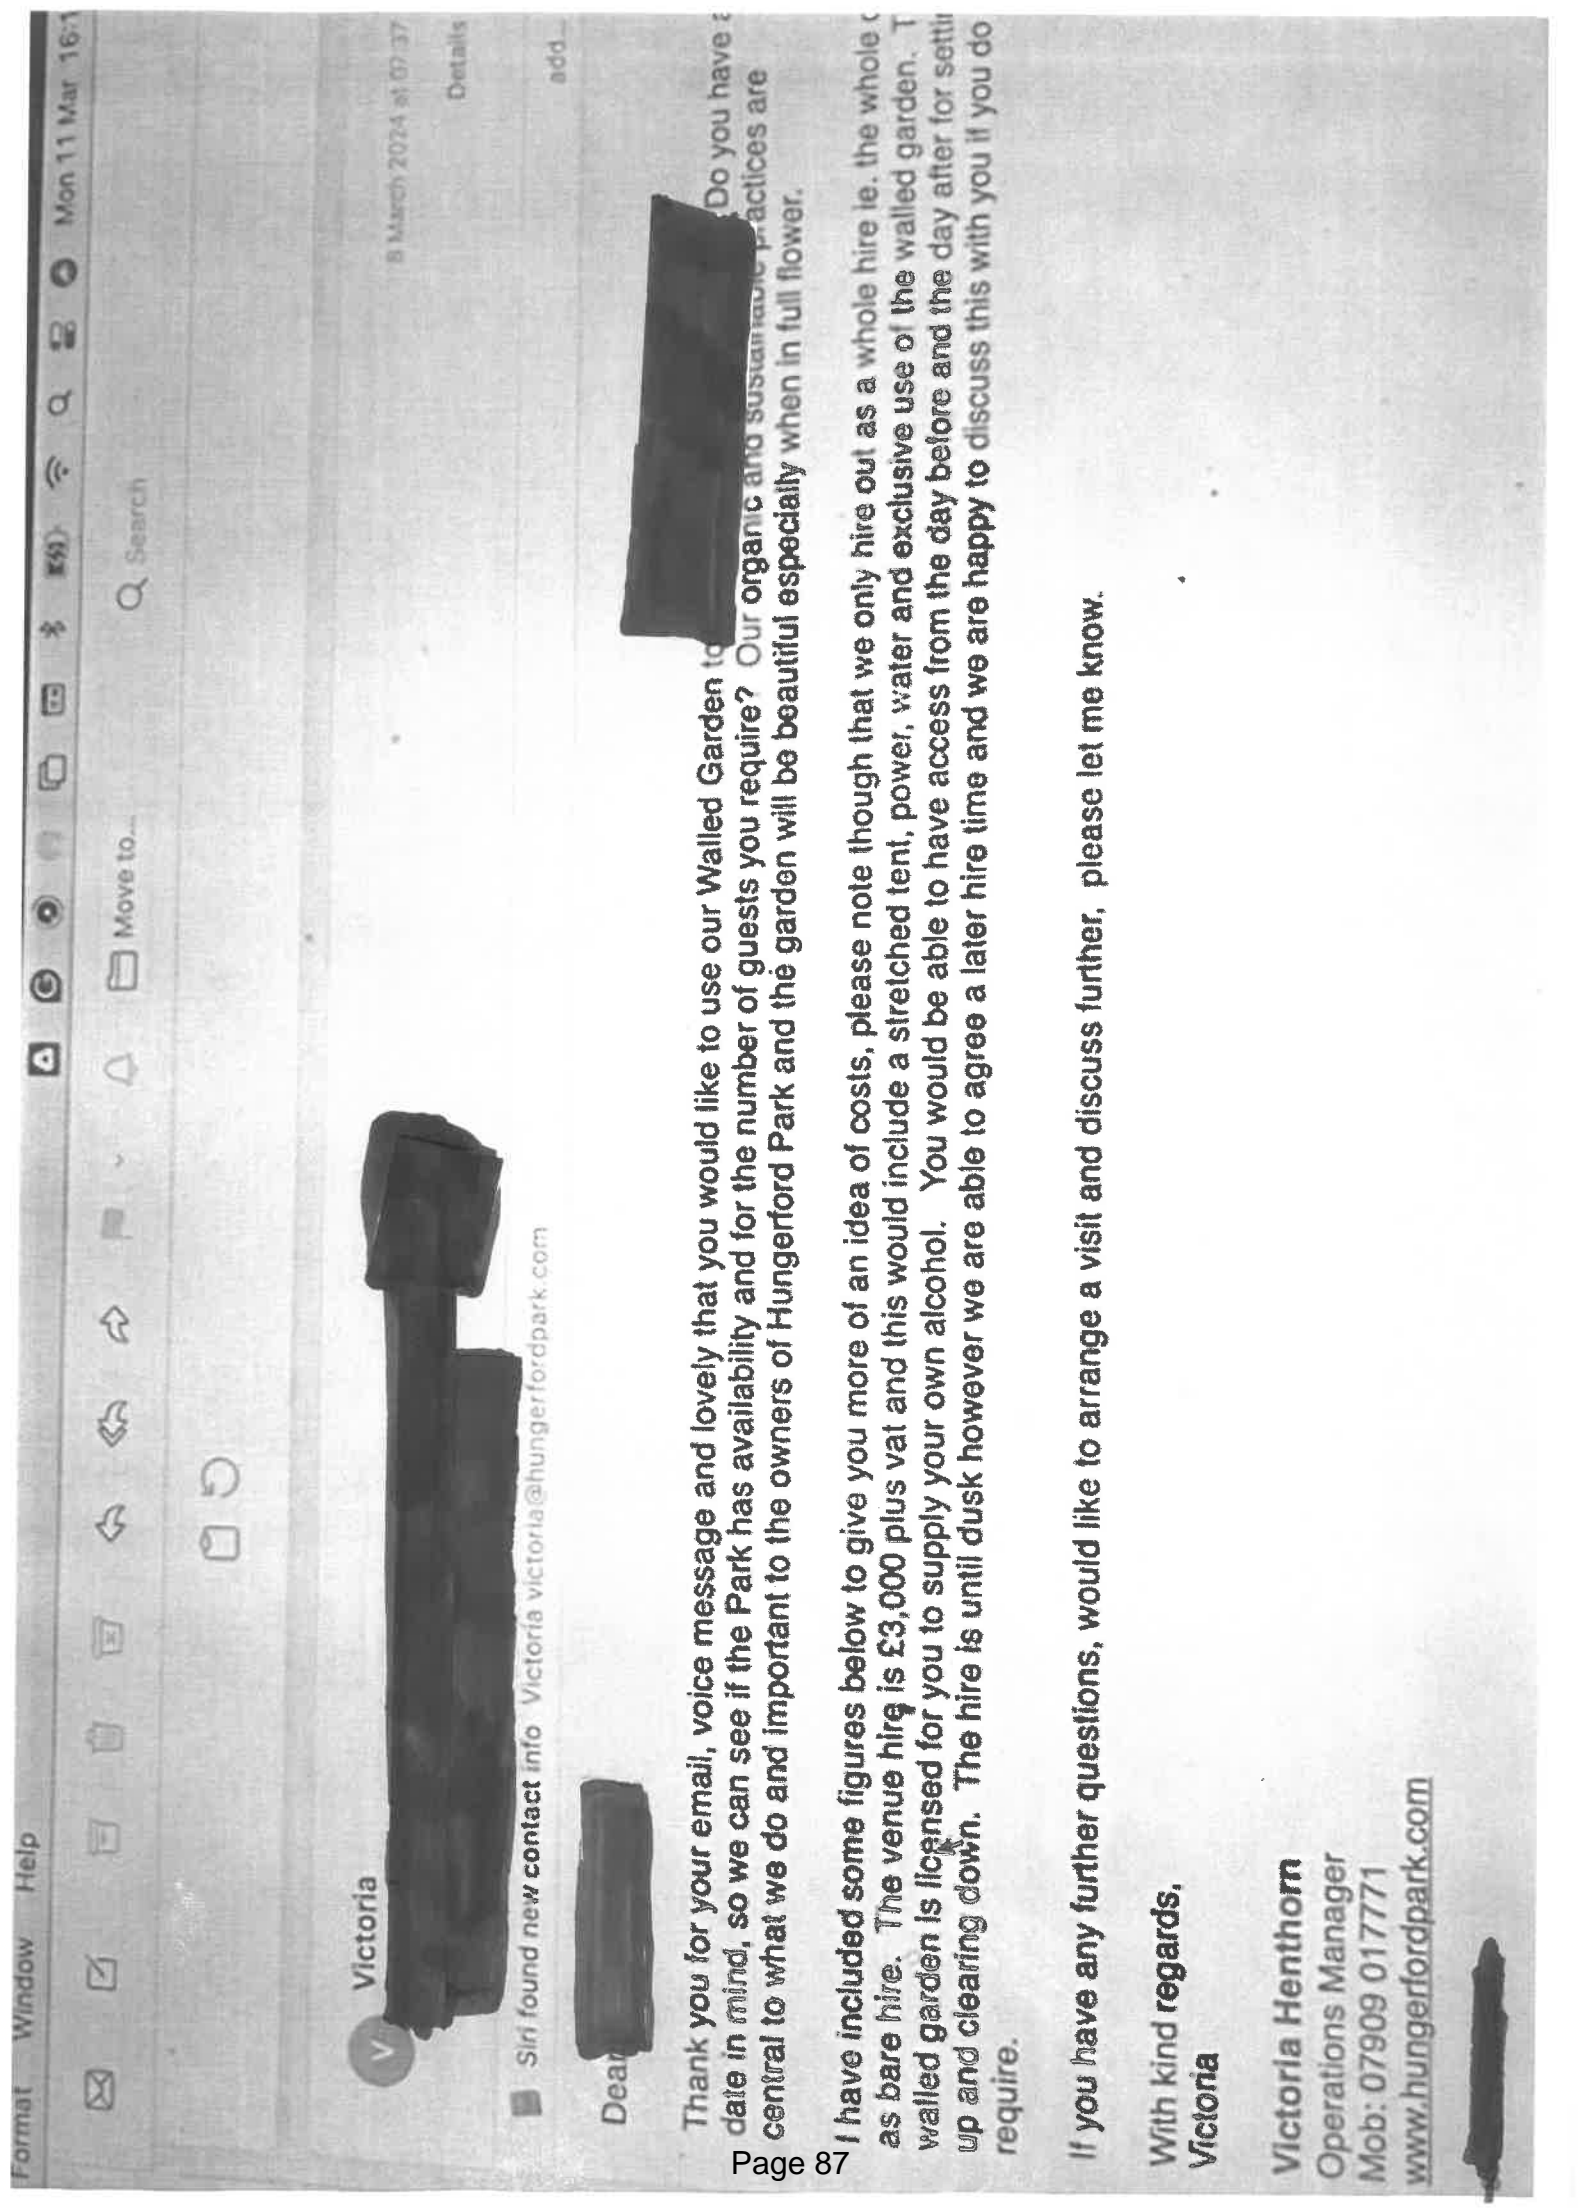 Format Window Help
Mon 11 Mar 16:1
Move to...
Search
Victoria
8 March 2024 at 07:37
Details
Siri found new contact info Victoria victoria@hungerfordpark.com
add...
Dear
Thank you for your email, voice message and lovely that you would like to use our Walled Garden to Do you have a
date in mind, so we can see if the Park has availability and for the number of guests you require? Our organic and sustainable practices are
central to what we do and important to the owners of Hungerford Park and the garden will be beautiful especially when in full flower.
I have included some figures below to give you more of an idea of costs, please note though that we only hire out as a whole hire ie. the whole
as bare hire. The venue hire is £3,000 plus vat and this would include a stretched tent, power, water and exclusive use of the walled garden. T
walled garden is licensed for you to supply your own alcohol. You would be able to have access from the day before and the day after for settin
up and clearing down. The hire is until dusk however we are able to agree a later hire time and we are happy to discuss this with you if you do
require.
If you have any further questions, would like to arrange a visit and discuss further, please let me know.
With kind regards,
Victoria
Victoria Henthorn
Operations Manager
Mob: 07909 017771
www.hungerfordpark.com
Page 87